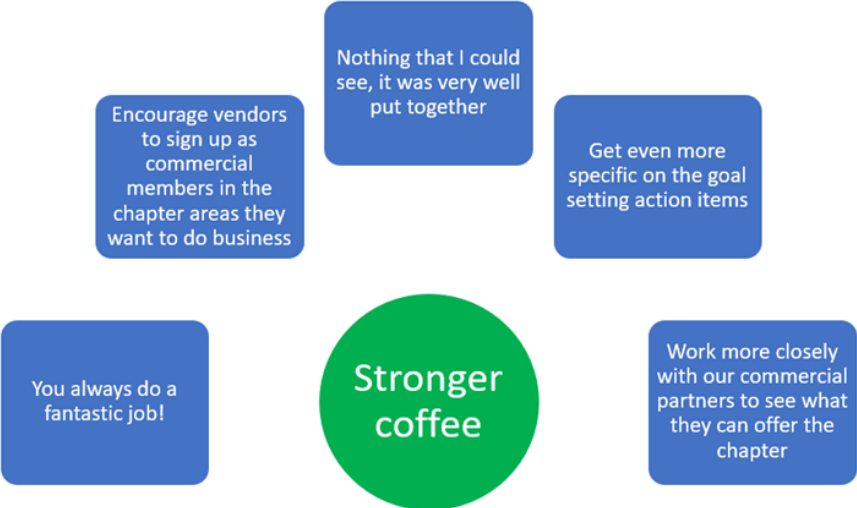 Nothing that I could
see, it was very well
put together
Encourage vendors
to sign up as
commercial
members in the
chapter areas they
want to do business
Get even more
specific on the goal
setting action items
You always do a
fantastic job!
Stronger
coffee
Work more closely
with our commercial
partners to see what
they can offer the
chapter